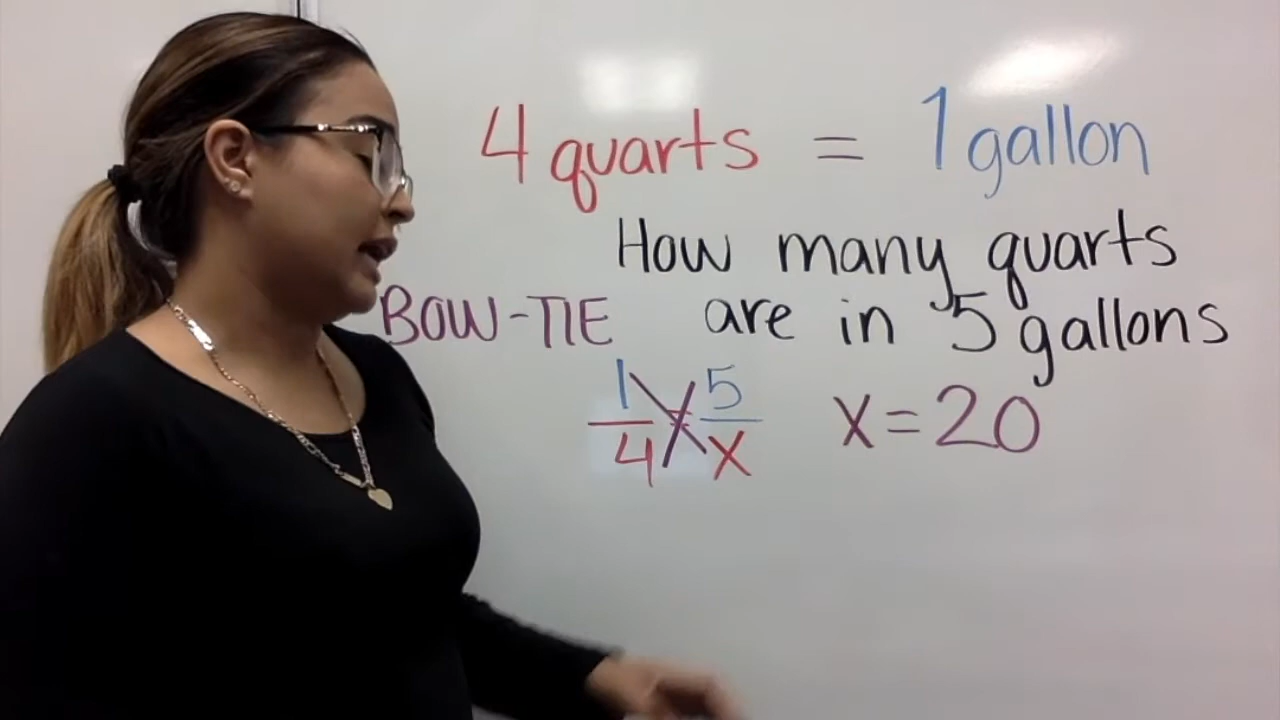 4 quarts = 1 gallon
How many quarts
BOW-TIE are in 5 gallons
1 5 x = 20
4 x